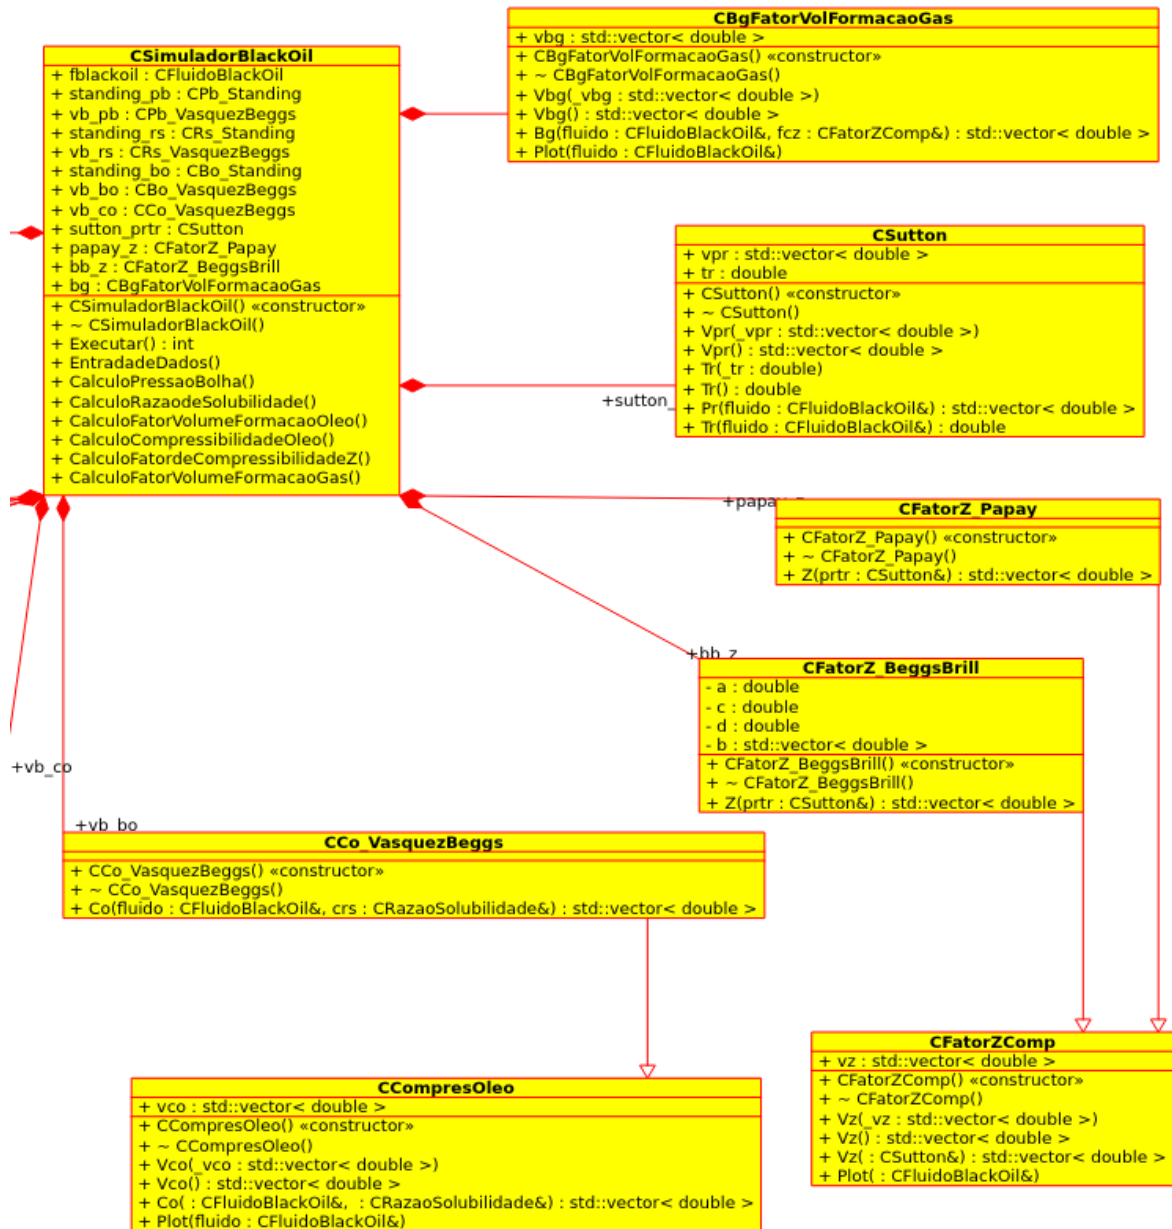 CBgFatorVolFormacaoGas
+ vbg : std::vector< double >
+ CBgFatorVolFormacaoGas() «constructor»
+ ~ CBgFatorVolFormacaoGas()
+ Vbg(_vbg : std::vector< double >)
+ Vbg() : std::vector< double >
+ Bg(fluido : CFluidoBlackOil&, fcz : CFatorZComp&) : std::vector< double >
+ Plot(fluido : CFluidoBlackOil&)
CSimuladorBlackOil
+ fblackoil : CFluidoBlackOil
+ standing_pb : CPb_Standing
+ vb_pb : CPb_VasquezBeggs
+ standing_rs : CRs_Standing
+ vb_rs : CRs_VasquezBeggs
+ standing_bo : CBo_Standing
+ vb_bo : CBo_VasquezBeggs
+ vb_co : CCo_VasquezBeggs
+ sutton_prtr : CSutton
+ papay_z : CFatorZ_Papay
+ bb_z : CFatorZ_BeggsBrill
+ bg : CBgFatorVolFormacaoGas
+ CSimuladorBlackOil() «constructor»
+ ~ CSimuladorBlackOil()
+ Executar() : int
+ EntradadeDados()
+ CalculoPressaoBolha()
+ CalculoRazaodeSolubilidade()
+ CalculoFatorVolumeFormacaoOleo()
+ CalculoCompressibilidadeOleo()
+ CalculoFatordeCompressibilidadeZ()
+ CalculoFatorVolumeFormacaoGas()
CSutton
+ vpr : std::vector< double >
+ tr : double
+ CSutton() «constructor»
+ ~ CSutton()
+ Vpr(_vpr : std::vector< double >)
+ Vpr() : std::vector< double >
+ Tr(_tr : double)
+ Tr() : double
+ Pr(fluido : CFluidoBlackOil&) : std::vector< double >
+ Tr(fluido : CFluidoBlackOil&) : double
+sutton_
+papay_z
CFatorZ_Papay
+ CFatorZ_Papay() «constructor»
+ ~ CFatorZ_Papay()
+ Z(prtr : CSutton&) : std::vector< double >
+bb_z
CFatorZ_BeggsBrill
- a : double
- c : double
- d : double
- b : std::vector< double >
+ CFatorZ_BeggsBrill() «constructor»
+ ~ CFatorZ_BeggsBrill()
+ Z(prtr : CSutton&) : std::vector< double >
+vb_co
+vb_bo
CCo_VasquezBeggs
+ CCo_VasquezBeggs() «constructor»
+ ~ CCo_VasquezBeggs()
+ Co(fluido : CFluidoBlackOil&, crs : CRazaoSolubilidade&) : std::vector< double >
CFatorZComp
+ vz : std::vector< double >
+ CFatorZComp() «constructor»
+ ~ CFatorZComp()
+ Vz(_vz : std::vector< double >)
+ Vz() : std::vector< double >
+ Vz( : CSutton&) : std::vector< double >
+ Plot( : CFluidoBlackOil&)
CCompresOleo
+ vco : std::vector< double >
+ CCompresOleo() «constructor»
+ ~ CCompresOleo()
+ Vco(_vco : std::vector< double >)
+ Vco() : std::vector< double >
+ Co( : CFluidoBlackOil&, : CRazaoSolubilidade&) : std::vector< double >
+ Plot(fluido : CFluidoBlackOil&)